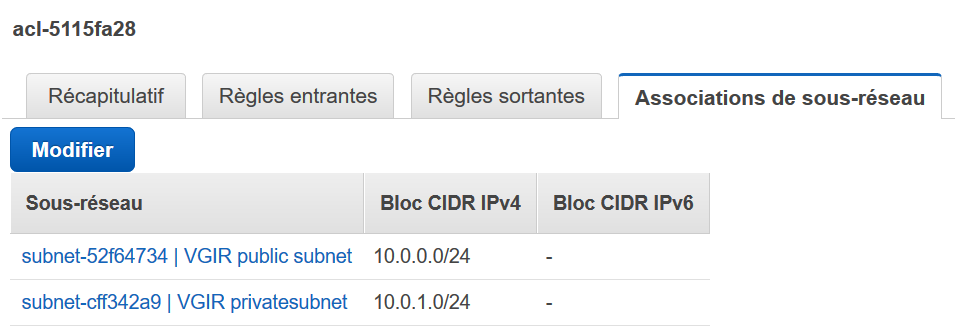 acl-5115fa28
Récapitulatif Règles entrantes Règles sortantes Associations de sous-réseau
Modifier
Sous-réseau Bloc CIDR IPv4 Bloc CIDR IPv6
subnet-52f64734 | VGIR public subnet 10.0.0.0/24 -
subnet-cff342a9 | VGIR privatesubnet 10.0.1.0/24 -